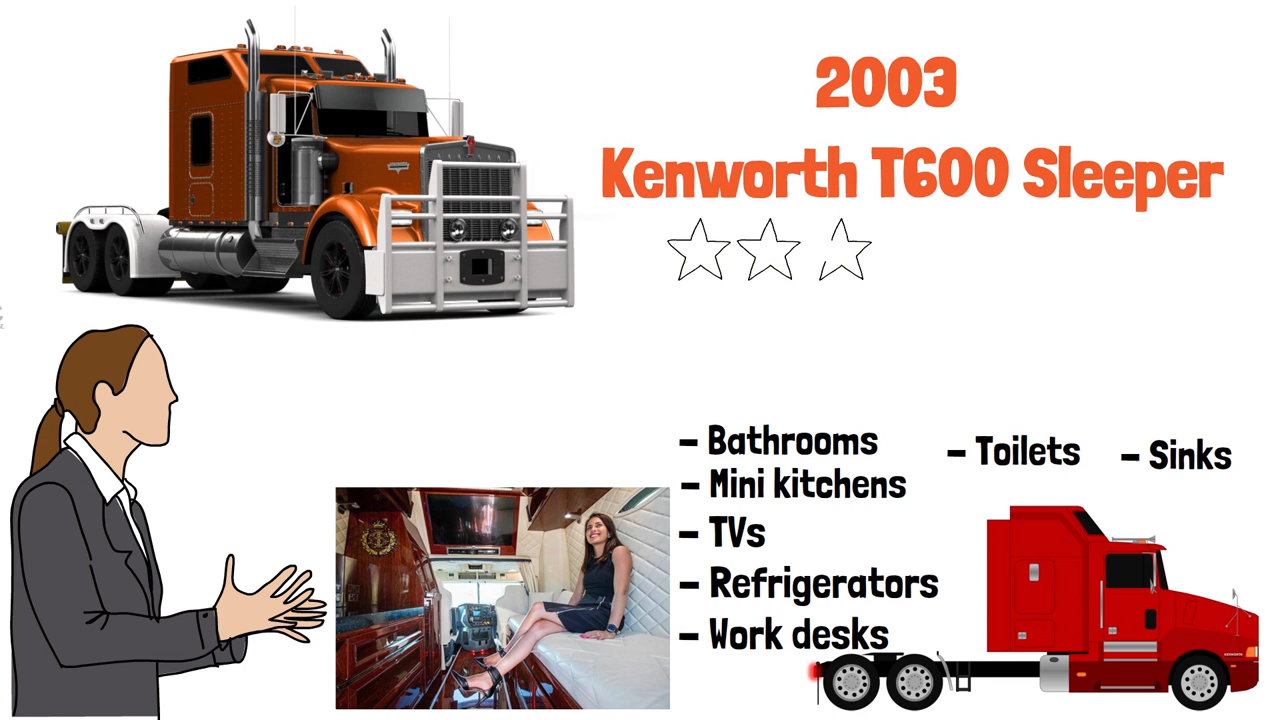 2003
Kenworth T600 Sleeper
– Bathrooms
– Toilets
– Sinks
– Mini kitchens
– TVs
– Refrigerators
– Work desks